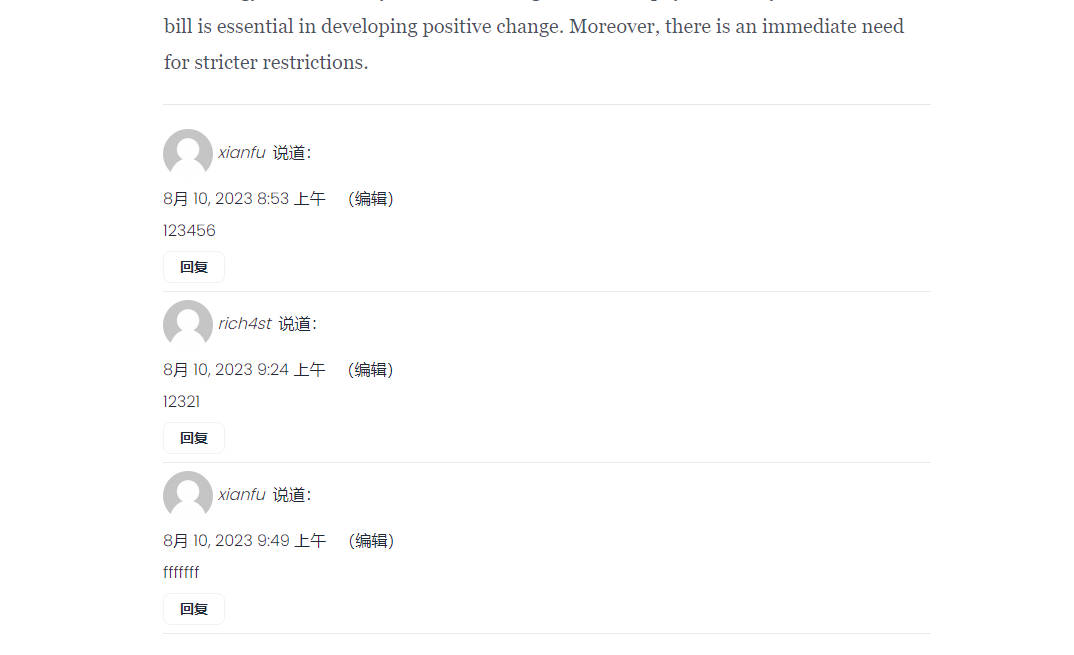 bill is essential in developing positive change. Moreover, there is an immediate need
for stricter restrictions.
xianfu 说道：
8月 10, 2023 8:53 上午 （编辑）
123456
回复
rich4st 说道：
8月 10, 2023 9:24 上午 （编辑）
12321
回复
xianfu 说道：
8月 10, 2023 9:49 上午 （编辑）
fffffff
回复